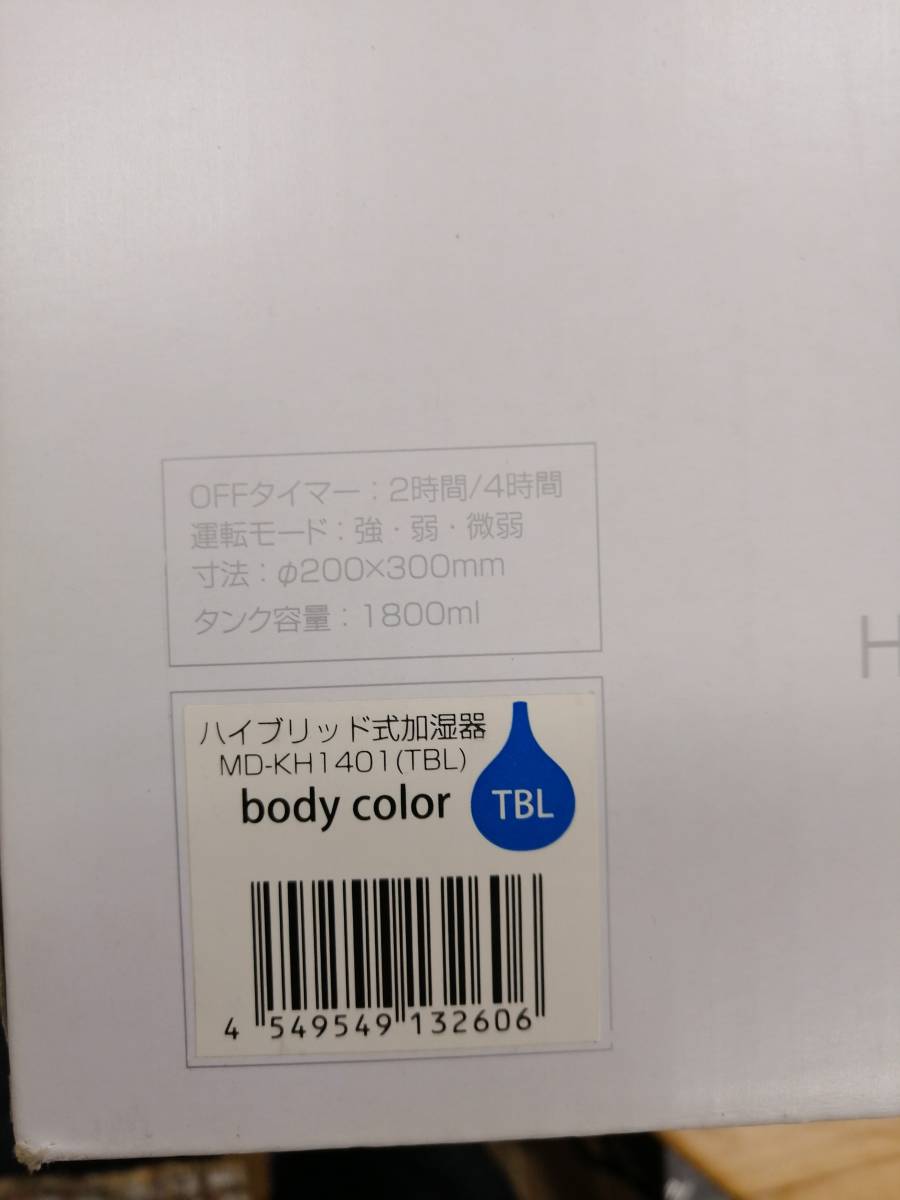 OFFタイマー：2時間/4時間
運転モード：強・弱・微弱
寸法：φ200×300mm
タンク容量：1800ml
H
ハイブリッド式加湿器
MD-KH1401(TBL)
body color
TBL
4 549549 132606